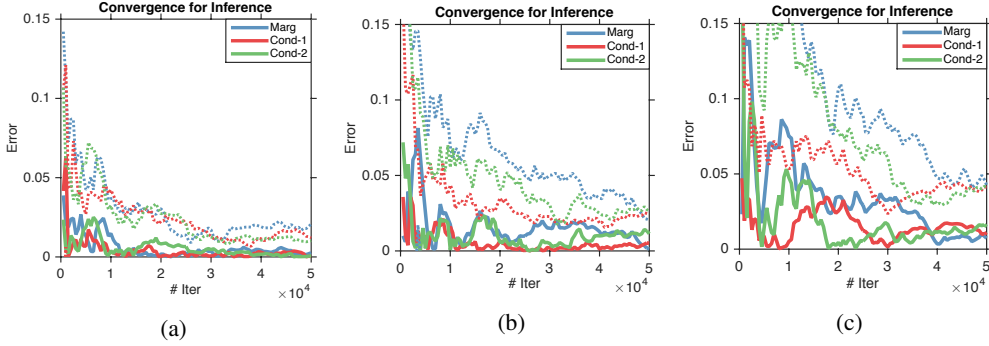 Convergence for Inference
Marg
Cond-1
Cond-2
0.15
0.1
0.05
0
Error
0 1 2 3 4 5
# Iter
× 10^4
(a)
Convergence for Inference
Marg
Cond-1
Cond-2
0.15
0.1
0.05
0
Error
0 1 2 3 4 5
# Iter
× 10^4
(b)
Convergence for Inference
Marg
Cond-1
Cond-2
0.15
0.1
0.05
0
Error
0 1 2 3 4 5
# Iter
× 10^4
(c)